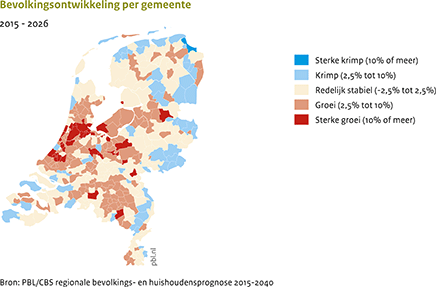 Bevolkingsontwikkeling per gemeente
2015 - 2026
Sterke krimp (10% of meer)
Krimp (2,5% tot 10%)
Redelijk stabiel (-2,5% tot 2,5%)
Groei (2,5% tot 10%)
Sterke groei (10% of meer)
pbl.nl
Bron: PBL/CBS regionale bevolkings- en huishoudensprognose 2015-2040